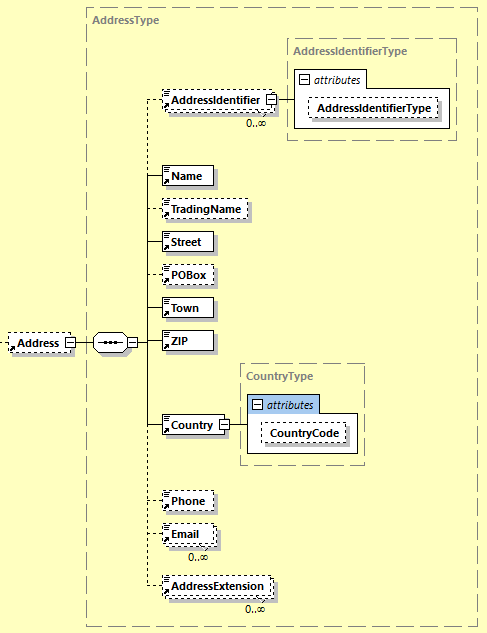 AddressType
AddressIdentifierType
attributes
AddressIdentifier
AddressIdentifierType
0..∞
Name
TradingName
Street
POBox
Town
Address
ZIP
CountryType
attributes
Country
CountryCode
Phone
Email
0..∞
AddressExtension
0..∞